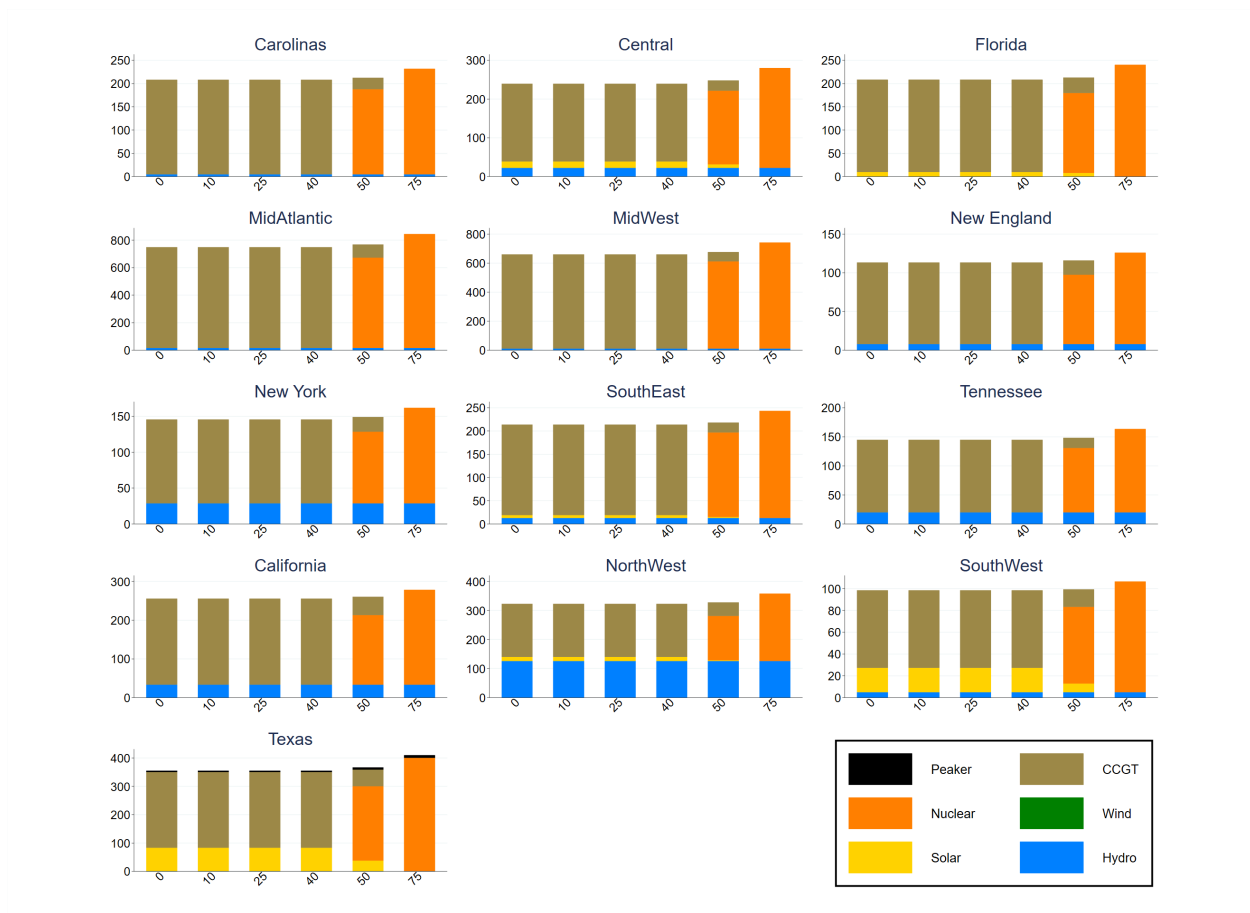 Carolinas Central Florida
250 300 250
200 200
200
150 150
100 100 100
50 50
0 0 0
0 10 25 40 50 75 0 10 25 40 50 75 0 10 25 40 50 75
MidAtlantic MidWest New England
800 800 150
600 600 100
400 400
50
200 200
0 0 0
0 10 25 40 50 75 0 10 25 40 50 75 0 10 25 40 50 75
New York SouthEast Tennessee
150 250 200
200 150
100
150 100
50 100
50 50
0 0 0
0 10 25 40 50 75 0 10 25 40 50 75 0 10 25 40 50 75
California NorthWest SouthWest
300 400 100
300 80
200
200 60
100 40
100 20
0 0 0
0 10 25 40 50 75 0 10 25 40 50 75 0 10 25 40 50 75
Texas
400
300
200
100
0
0 10 25 40 50 75
Peaker CCGT
Nuclear Wind
Solar Hydro